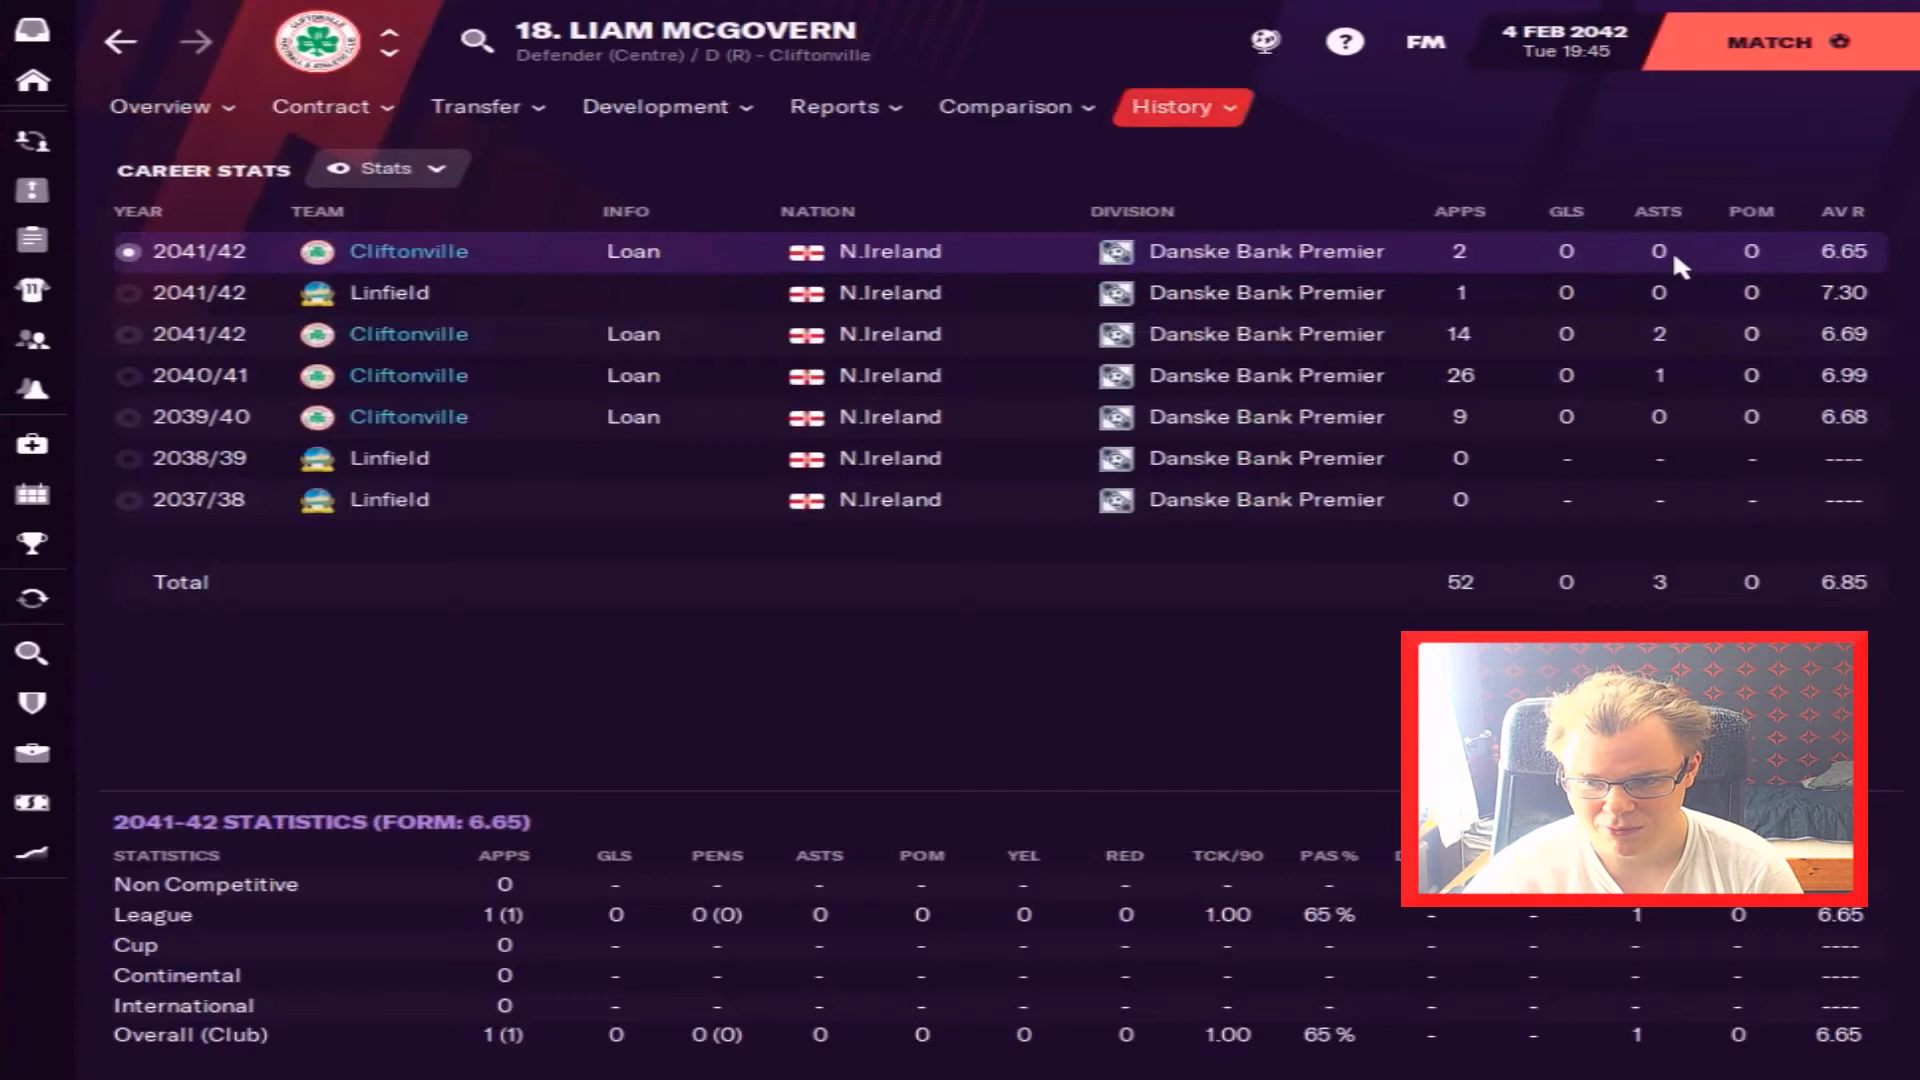 18. LIAM MCGOVERN
Defender (Centre) / D (R) - Cliftonville
?
FM
4 FEB 2042
Tue 19:45
MATCH
Overview Contract Transfer Development Reports Comparison History
CAREER STATS Stats
YEAR TEAM INFO NATION DIVISION APPS GLS ASTS POM AV R
2041/42 Cliftonville Loan N.Ireland Danske Bank Premier 2 0 0 0 6.65
2041/42 Linfield N.Ireland Danske Bank Premier 1 0 0 0 7.30
2041/42 Cliftonville Loan N.Ireland Danske Bank Premier 14 0 2 0 6.69
2040/41 Cliftonville Loan N.Ireland Danske Bank Premier 26 0 1 0 6.99
2039/40 Cliftonville Loan N.Ireland Danske Bank Premier 9 0 0 0 6.68
2038/39 Linfield N.Ireland Danske Bank Premier 0 - - - ----
2037/38 Linfield N.Ireland Danske Bank Premier 0 - - - ----
Total 52 0 3 0 6.85
2041-42 STATISTICS (FORM: 6.65)
STATISTICS APPS GLS PENS ASTS POM YEL RED TCK/90 PAS %
Non Competitive 0 - - - - - - - -
League 1 (1) 0 0 (0) 0 0 0 0 1.00 65 % - - 1 0 6.65
Cup 0 - - - - - - - - - - - - ----
Continental 0 - - - - - - - - - - - - ----
International 0 - - - - - - - - - - - - ----
Overall (Club) 1 (1) 0 0 (0) 0 0 0 0 1.00 65 % - - 1 0 6.65